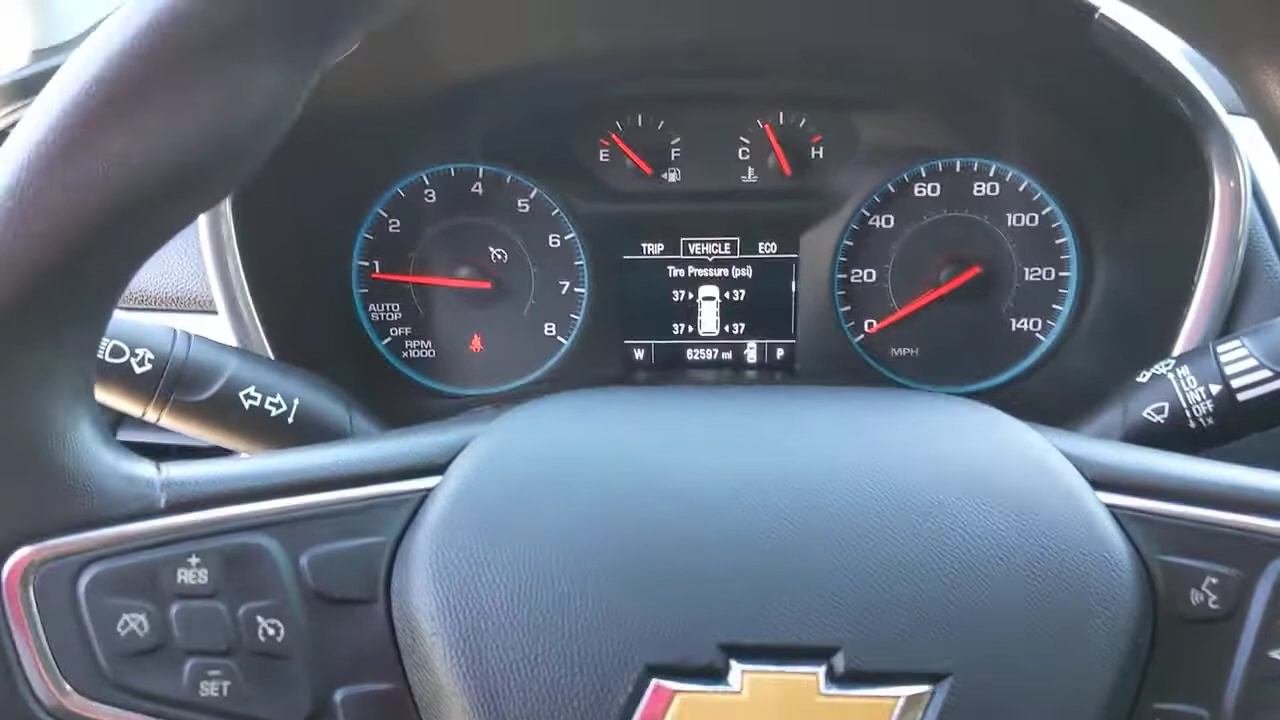 E F
C H
1 2 3 4 5 6 7 8
AUTO
STOP
OFF
RPM
x1000
TRIP VEHICLE ECO
Tire Pressure (psi)
37 37
37 37
W 62597 mi P
0 20 40 60 80 100 120 140
MPH
HI
LO
INT
OFF
1x
+
RES
−
SET